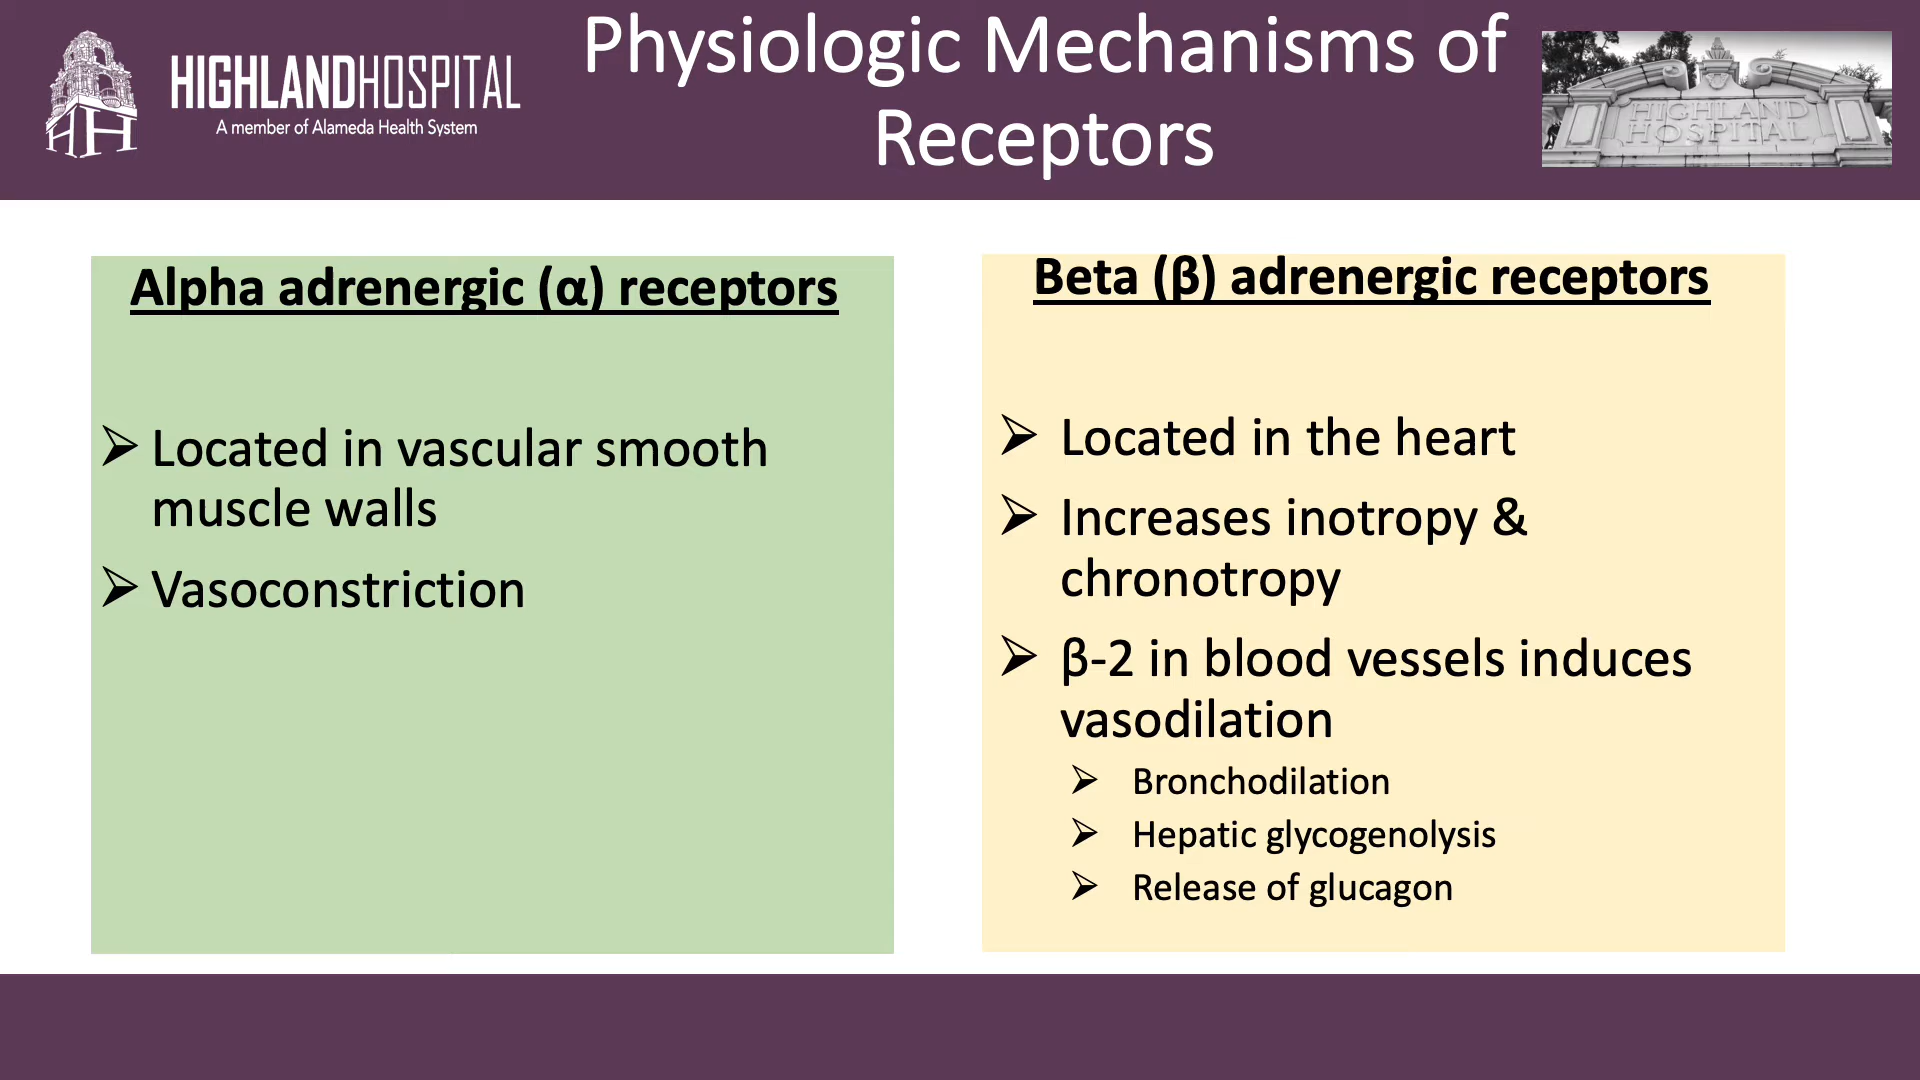 HIGHLANDHOSPITAL
A member of Alameda Health System
Physiologic Mechanisms of
Receptors
HIGHLAND
HOSPITAL
Alpha adrenergic (α) receptors
➢ Located in vascular smooth
muscle walls
➢ Vasoconstriction
Beta (β) adrenergic receptors
➢ Located in the heart
➢ Increases inotropy &
chronotropy
➢ β-2 in blood vessels induces
vasodilation
➢ Bronchodilation
➢ Hepatic glycogenolysis
➢ Release of glucagon